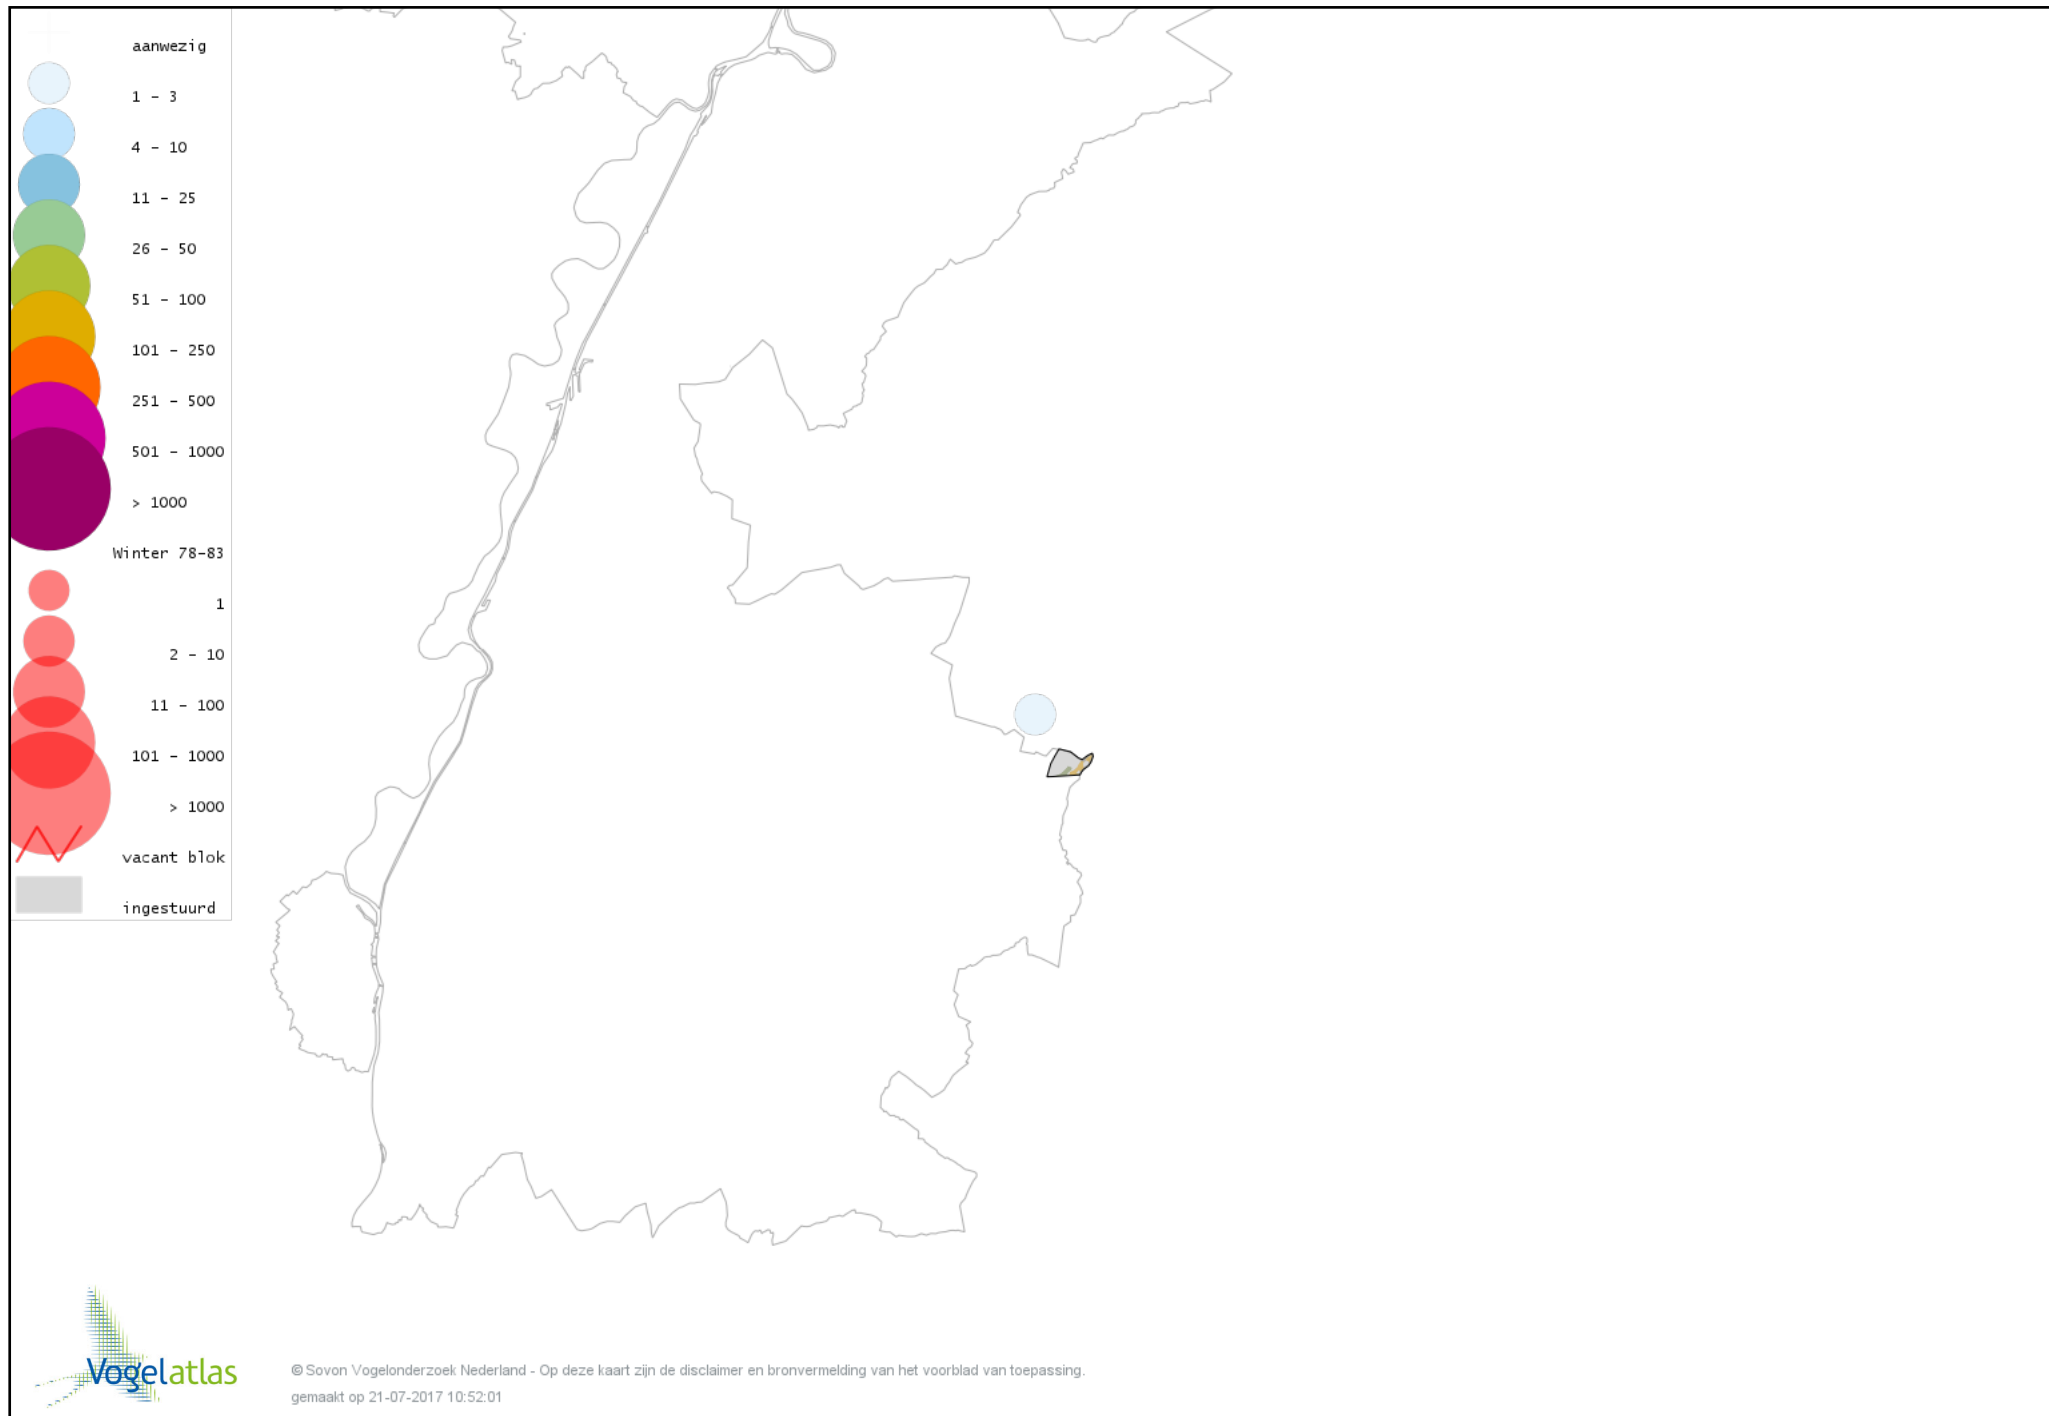 aanwezig
1 - 3
4 - 10
11 - 25
26 - 50
51 - 100
101 - 250
251 - 500
501 - 1000
> 1000
Winter 78-83
1
2 - 10
11 - 100
101 - 1000
> 1000
vacant blok
ingestuurd
Vogelatlas
© Sovon Vogelonderzoek Nederland - Op deze kaart zijn de disclaimer en bronvermelding van het voorblad van toepassing.
gemaakt op 21-07-2017 10:52:01